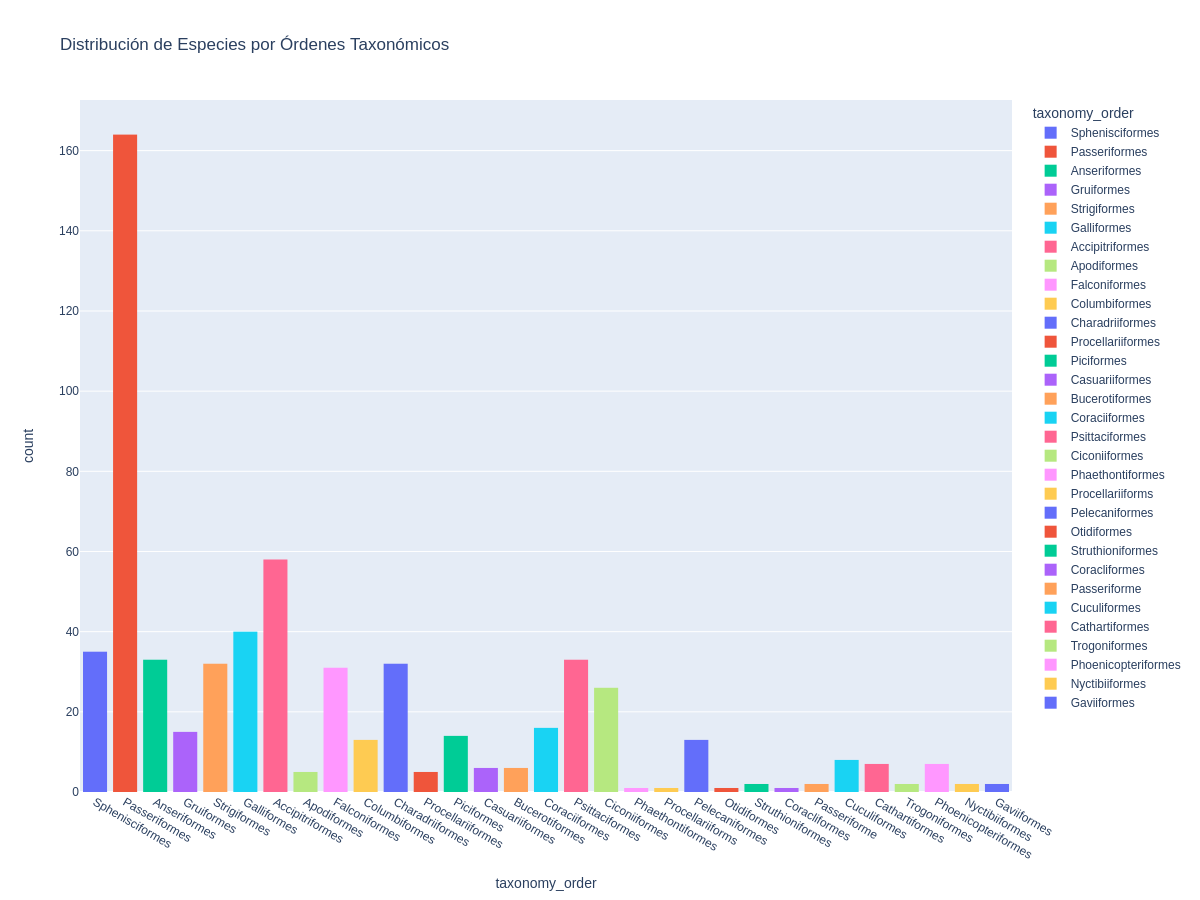 Distribución de Especies por Órdenes Taxonómicos
count
160
140
120
100
80
60
40
20
0
Sphenisciformes
Passeriformes
Anseriformes
Gruiformes
Strigiformes
Galliformes
Accipitriformes
Apodiformes
Falconiformes
Columbiformes
Charadriiformes
Procellariiformes
Piciformes
Casuariiformes
Bucerotiformes
Coraciiformes
Psittaciformes
Ciconiiformes
Phaethontiformes
Procellariiforms
Pelecaniformes
Otidiformes
Struthioniformes
Coracliformes
Passeriforme
Cuculiformes
Cathartiformes
Trogoniformes
Phoenicopteriformes
Nyctibiiformes
Gaviiformes
taxonomy_order
taxonomy_order
Sphenisciformes
Passeriformes
Anseriformes
Gruiformes
Strigiformes
Galliformes
Accipitriformes
Apodiformes
Falconiformes
Columbiformes
Charadriiformes
Procellariiformes
Piciformes
Casuariiformes
Bucerotiformes
Coraciiformes
Psittaciformes
Ciconiiformes
Phaethontiformes
Procellariiforms
Pelecaniformes
Otidiformes
Struthioniformes
Coracliformes
Passeriforme
Cuculiformes
Cathartiformes
Trogoniformes
Phoenicopteriformes
Nyctibiiformes
Gaviiformes